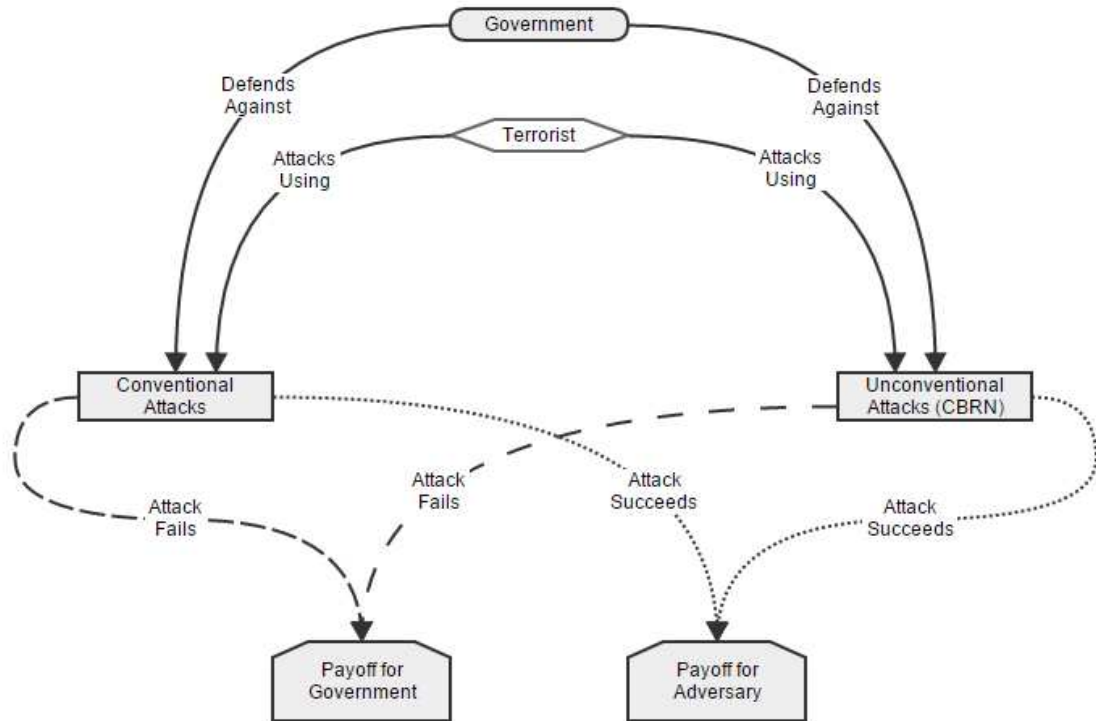 Government
Defends
Against
Defends
Against
Terrorist
Attacks
Using
Attacks
Using
Conventional
Attacks
Unconventional
Attacks (CBRN)
Attack
Fails
Attack
Succeeds
Attack
Fails
Attack
Succeeds
Payoff for
Government
Payoff for
Adversary